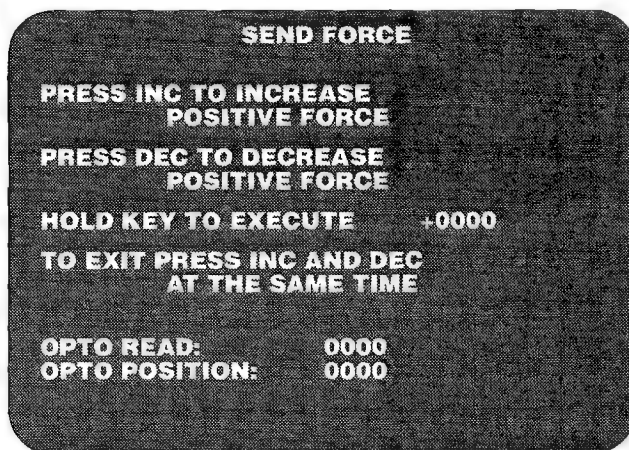 SEND FORCE
PRESS INC TO INCREASE
POSITIVE FORCE
PRESS DEC TO DECREASE
POSITIVE FORCE
HOLD KEY TO EXECUTE +0000
TO EXIT PRESS INC AND DEC
AT THE SAME TIME
OPTO READ: 0000
OPTO POSITION: 0000